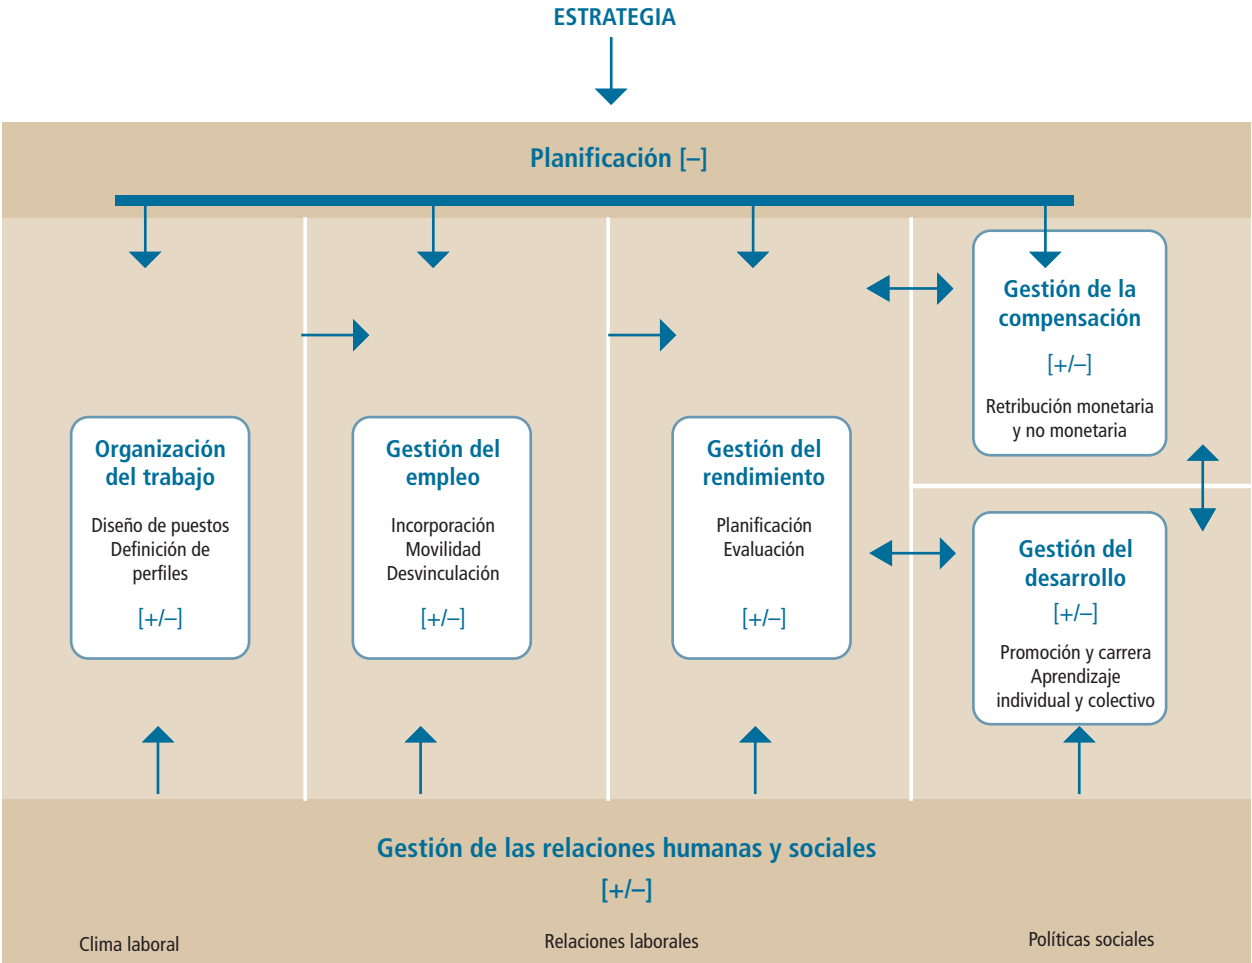 ESTRATEGIA
Planificación [–]
Organización
del trabajo
Diseño de puestos
Definición de
perfiles
[+/–]
Gestión del
empleo
Incorporación
Movilidad
Desvinculación
[+/–]
Gestión del
rendimiento
Planificación
Evaluación
[+/–]
Gestión de la
compensación
[+/–]
Retribución monetaria
y no monetaria
Gestión del
desarrollo
[+/–]
Promoción y carrera
Aprendizaje
individual y colectivo
Gestión de las relaciones humanas y sociales
[+/–]
Clima laboral
Relaciones laborales
Políticas sociales